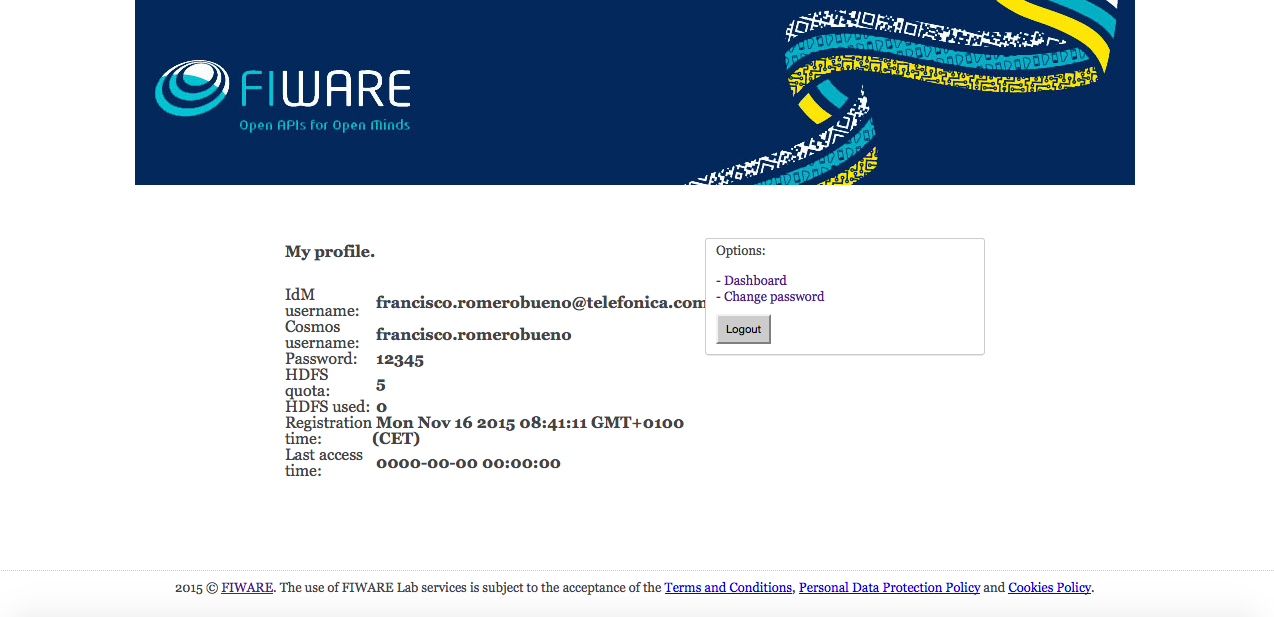 FIWARE
Open APIs for Open Minds
My profile.
IdM username: francisco.romerobueno@telefonica.com
Cosmos username: francisco.romerobueno
Password: 12345
HDFS quota: 5
HDFS used: 0
Registration time: Mon Nov 16 2015 08:41:11 GMT+0100 (CET)
Last access time: 0000-00-00 00:00:00
Options:
- Dashboard
- Change password
Logout
2015 © FIWARE. The use of FIWARE Lab services is subject to the acceptance of the Terms and Conditions, Personal Data Protection Policy and Cookies Policy.